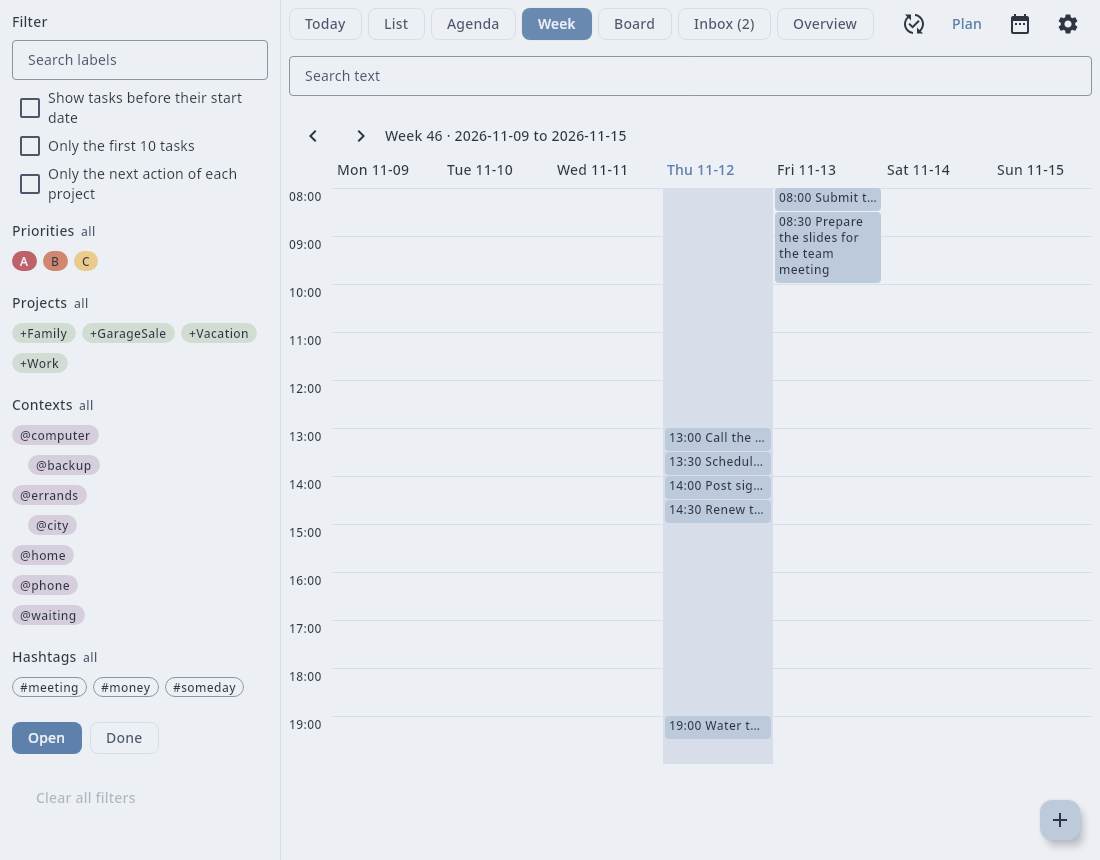 Filter
Search labels
Show tasks before their start
date
Only the first 10 tasks
Only the next action of each
project
Priorities all
A B C
Projects all
+Family +GarageSale +Vacation
+Work
Contexts all
@computer
@backup
@errands
@city
@home
@phone
@waiting
Hashtags all
#meeting #money #someday
Open Done
Clear all filters
Today List Agenda Week Board Inbox (2) Overview Plan
Search text
Week 46 · 2026-11-09 to 2026-11-15
Mon 11-09 Tue 11-10 Wed 11-11 Thu 11-12 Fri 11-13 Sat 11-14 Sun 11-15
08:00
08:00 Submit t…
08:30 Prepare
the slides for
the team
meeting
09:00
10:00
11:00
12:00
13:00
13:00 Call the …
13:30 Schedul…
14:00
14:00 Post sig…
14:30 Renew t…
15:00
16:00
17:00
18:00
19:00
19:00 Water t…